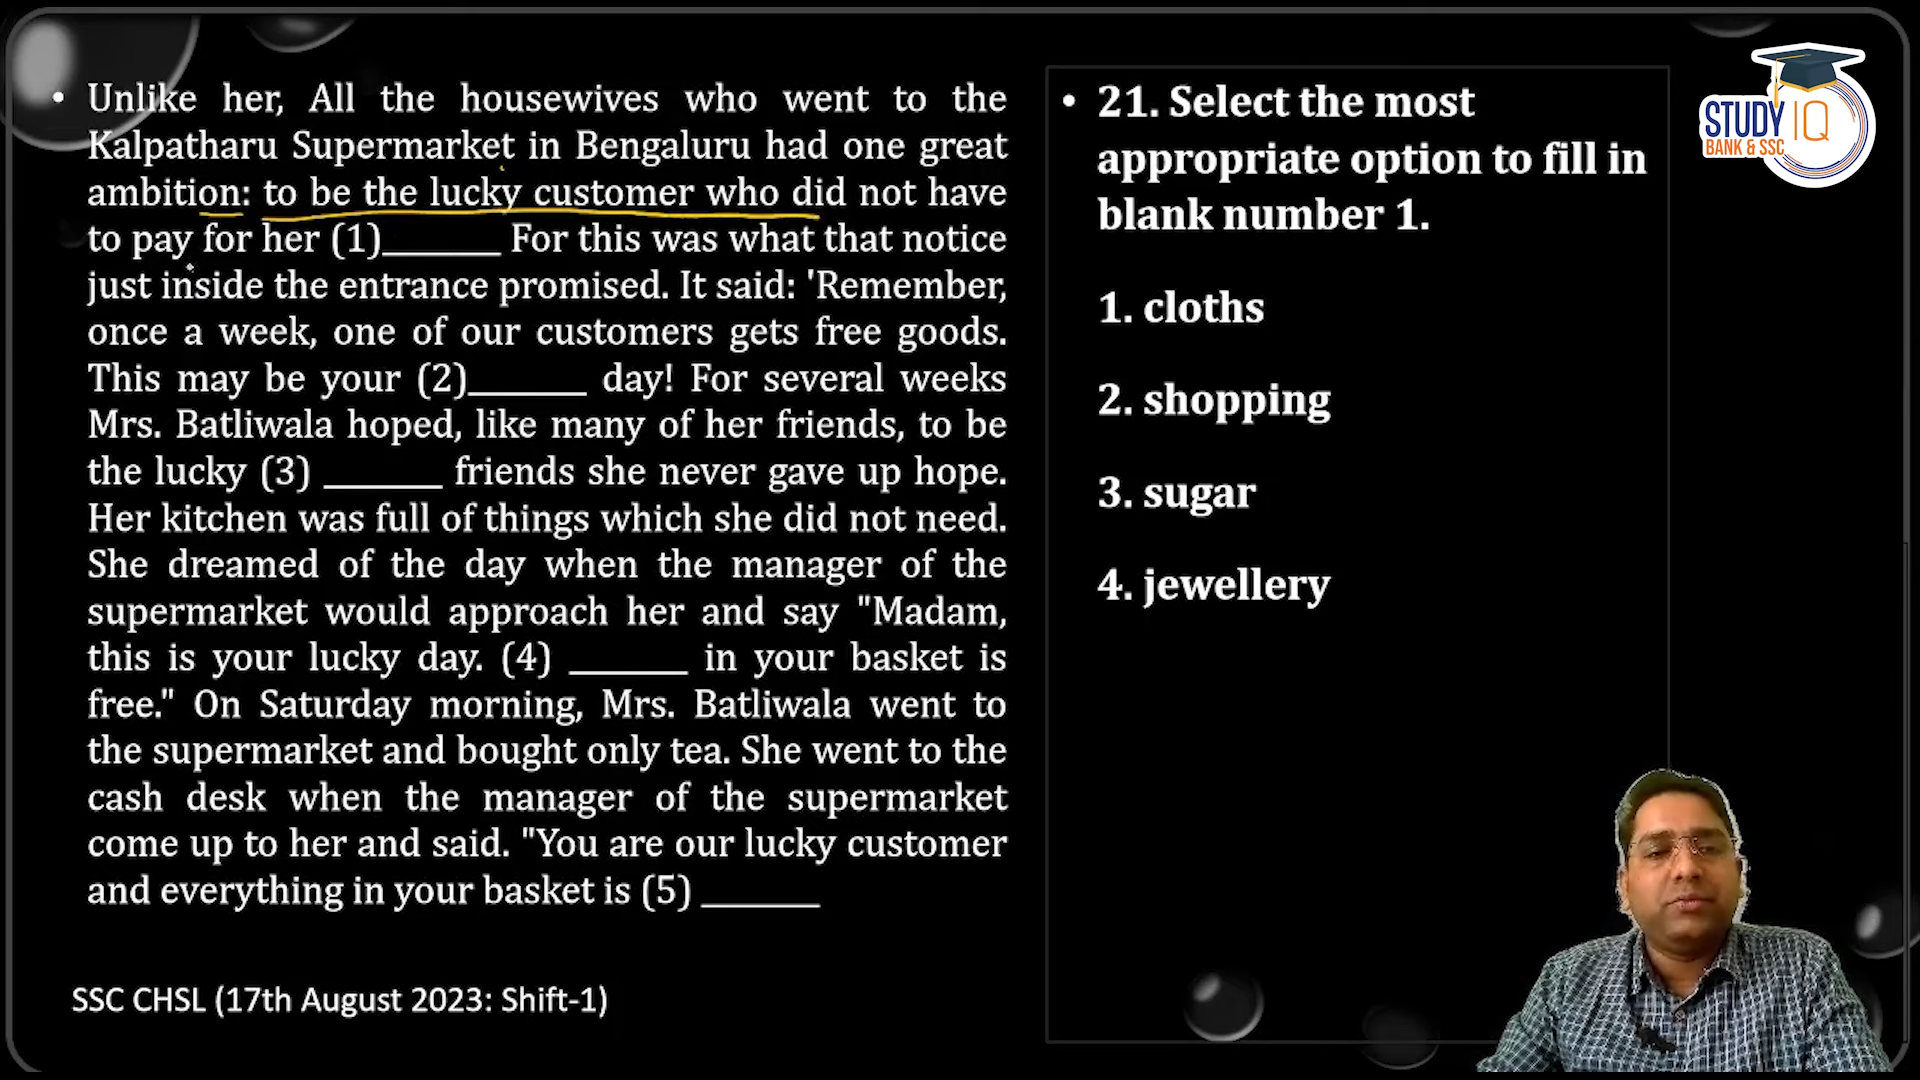 • Unlike her, All the housewives who went to the
Kalpatharu Supermarket in Bengaluru had one great
ambition: to be the lucky customer who did not have
to pay for her (1)______ For this was what that notice
just inside the entrance promised. It said: 'Remember,
once a week, one of our customers gets free goods.
This may be your (2)______ day! For several weeks
Mrs. Batliwala hoped, like many of her friends, to be
the lucky (3) ______ friends she never gave up hope.
Her kitchen was full of things which she did not need.
She dreamed of the day when the manager of the
supermarket would approach her and say "Madam,
this is your lucky day. (4) ______ in your basket is
free." On Saturday morning, Mrs. Batliwala went to
the supermarket and bought only tea. She went to the
cash desk when the manager of the supermarket
come up to her and said. "You are our lucky customer
and everything in your basket is (5) ______
SSC CHSL (17th August 2023: Shift-1)
• 21. Select the most
appropriate option to fill in
blank number 1.
1. cloths
2. shopping
3. sugar
4. jewellery
STUDY IQ
BANK & SSC